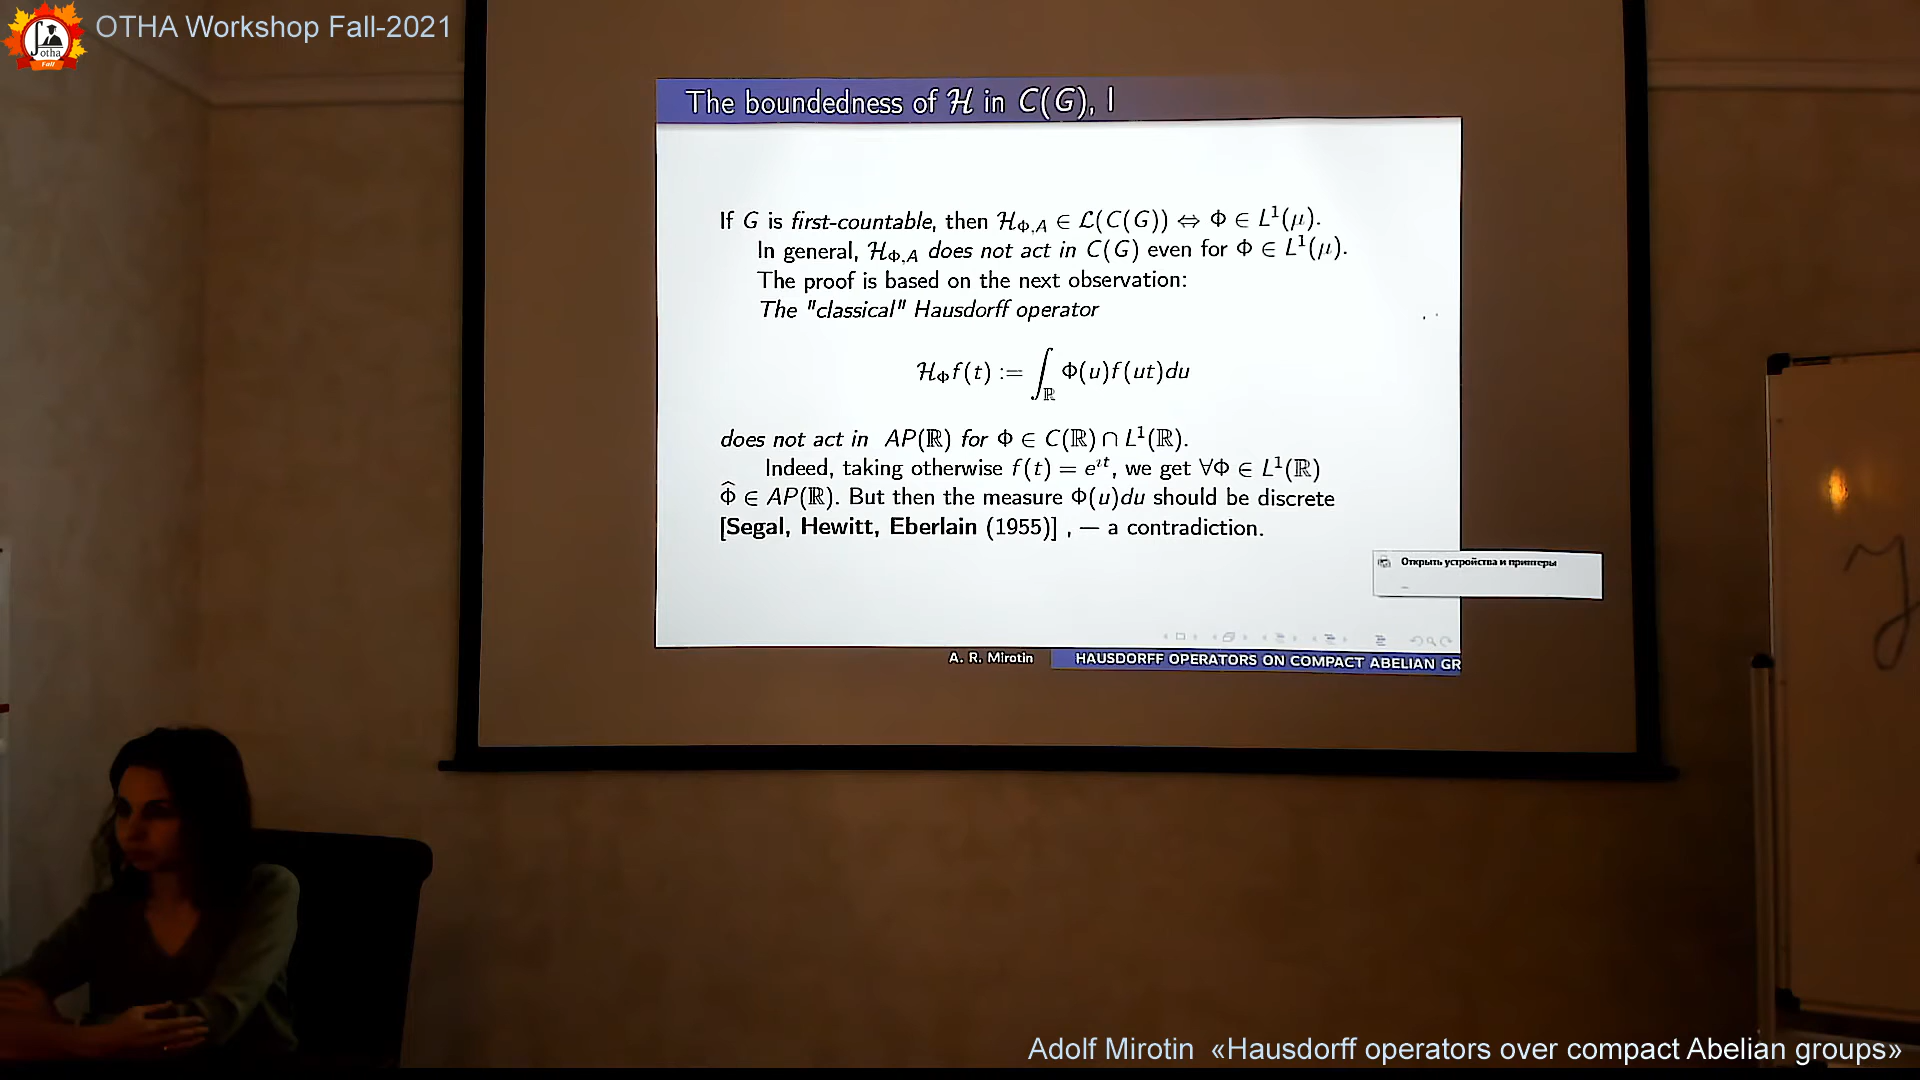 OTHA Workshop Fall-2021
otha
Fall
The boundedness of ℋ in C(G), I
If G is first-countable, then ℋ_{Φ,A} ∈ ℒ(C(G)) ⇔ Φ ∈ L¹(μ).
In general, ℋ_{Φ,A} does not act in C(G) even for Φ ∈ L¹(μ).
The proof is based on the next observation:
The "classical" Hausdorff operator
ℋ_Φ f(t) := ∫_ℝ Φ(u)f(ut)du
does not act in AP(ℝ) for Φ ∈ C(ℝ) ∩ L¹(ℝ).
Indeed, taking otherwise f(t) = e^{ıt}, we get ∀Φ ∈ L¹(ℝ)
Φ̂ ∈ AP(ℝ). But then the measure Φ(u)du should be discrete
[Segal, Hewitt, Eberlain (1955)] , — a contradiction.
Открыть устройства и принтеры
A. R. Mirotin
HAUSDORFF OPERATORS ON COMPACT ABELIAN GR
Adolf Mirotin «Hausdorff operators over compact Abelian groups»